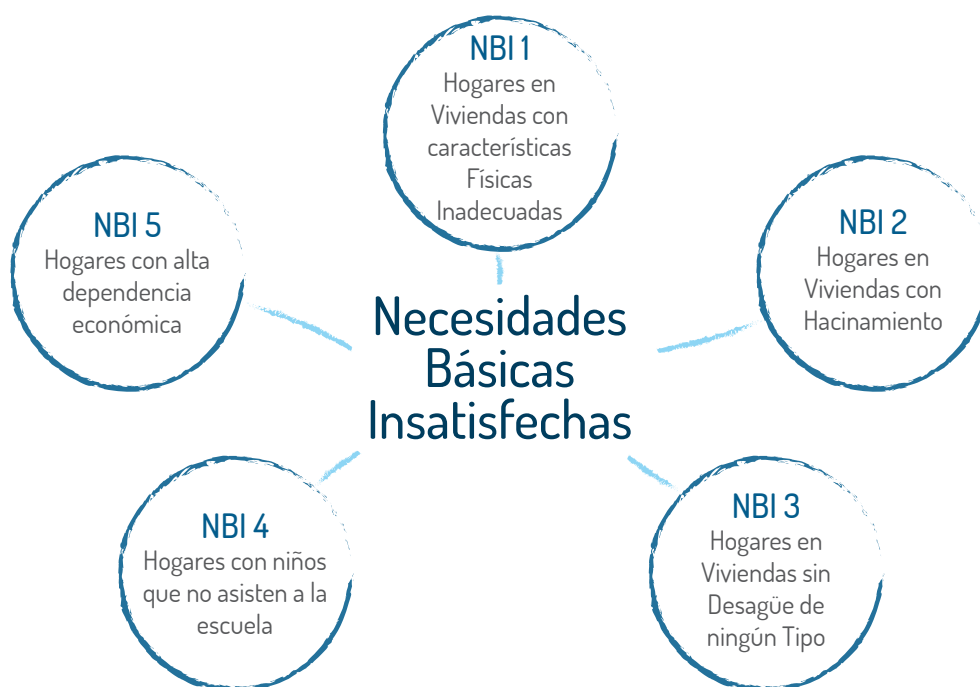 NBI 1
Hogares en
Viviendas con
características
Físicas
Inadecuadas
NBI 5
Hogares con alta
dependencia
económica
NBI 2
Hogares en
Viviendas con
Hacinamiento
Necesidades
Básicas
Insatisfechas
NBI 4
Hogares con niños
que no asisten a la
escuela
NBI 3
Hogares en
Viviendas sin
Desagüe de
ningún Tipo